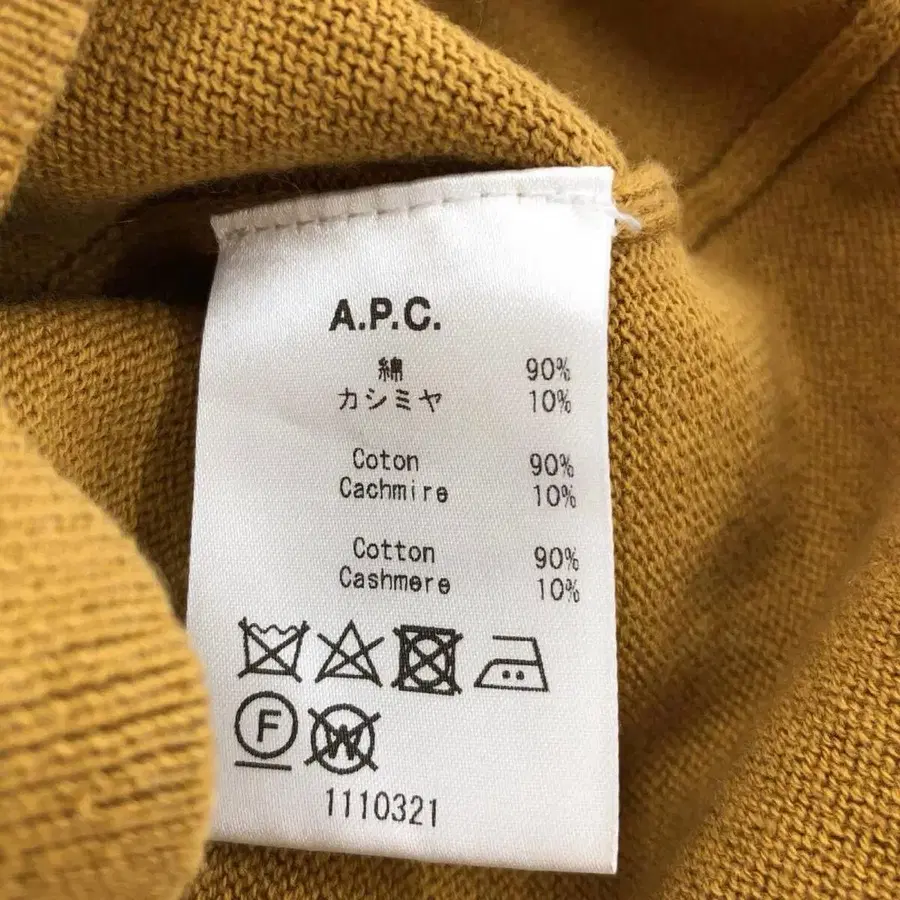 A.P.C.
綿 90%
カシミヤ 10%
Coton 90%
Cachmire 10%
Cotton 90%
Cashmere 10%
F W
1110321